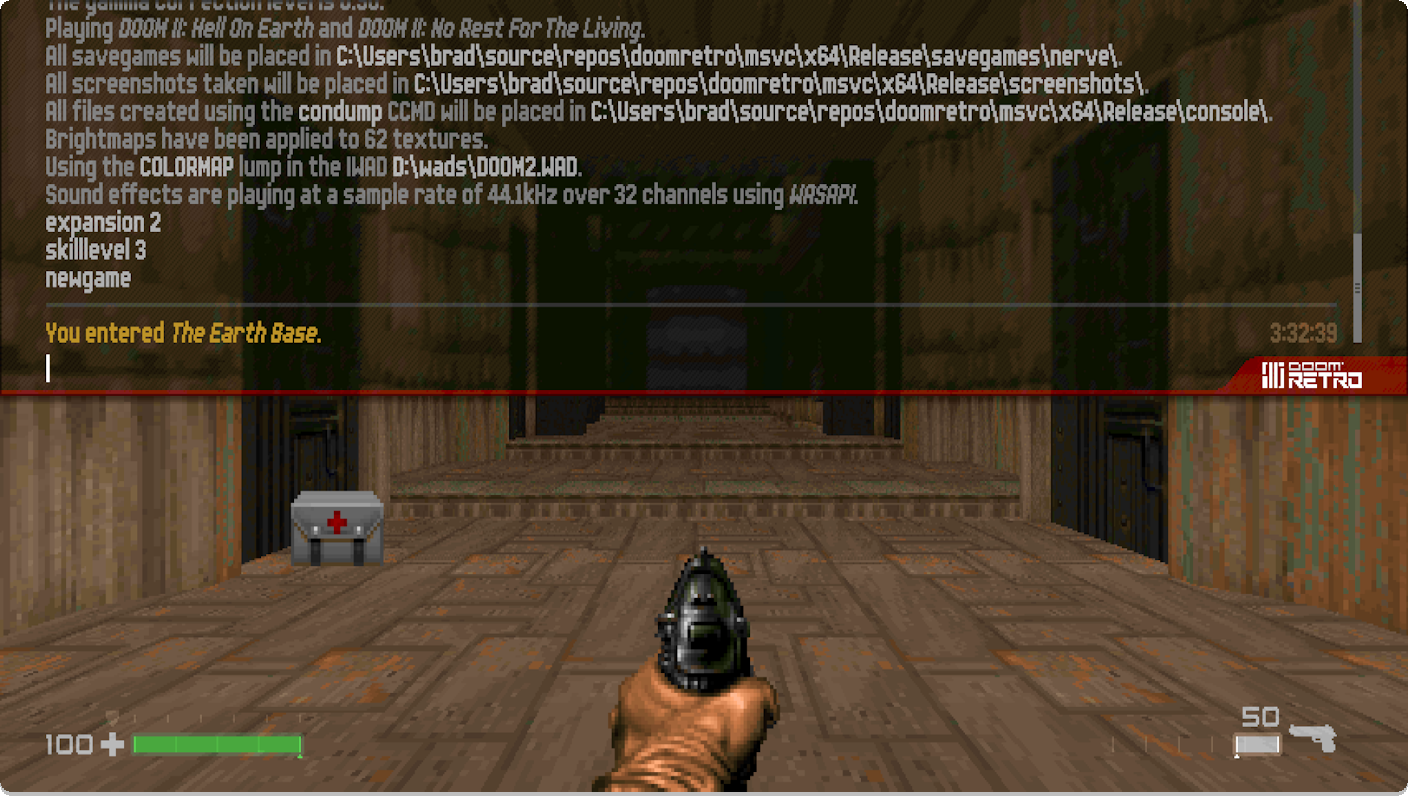 The gamma correction level is 0.90.
Playing DOOM II: Hell On Earth and DOOM II: No Rest For The Living.
All savegames will be placed in C:\Users\brad\source\repos\doomretro\msvc\x64\Release\savegames\nerve\.
All screenshots taken will be placed in C:\Users\brad\source\repos\doomretro\msvc\x64\Release\screenshots\.
All files created using the condump CCMD will be placed in C:\Users\brad\source\repos\doomretro\msvc\x64\Release\console\.
Brightmaps have been applied to 62 textures.
Using the COLORMAP lump in the IWAD D:\wads\DOOM2.WAD.
Sound effects are playing at a sample rate of 44.1kHz over 32 channels using WASAPI.
expansion 2
skilllevel 3
newgame
You entered The Earth Base.
3:32:39
DOOM
RETRO
50
100